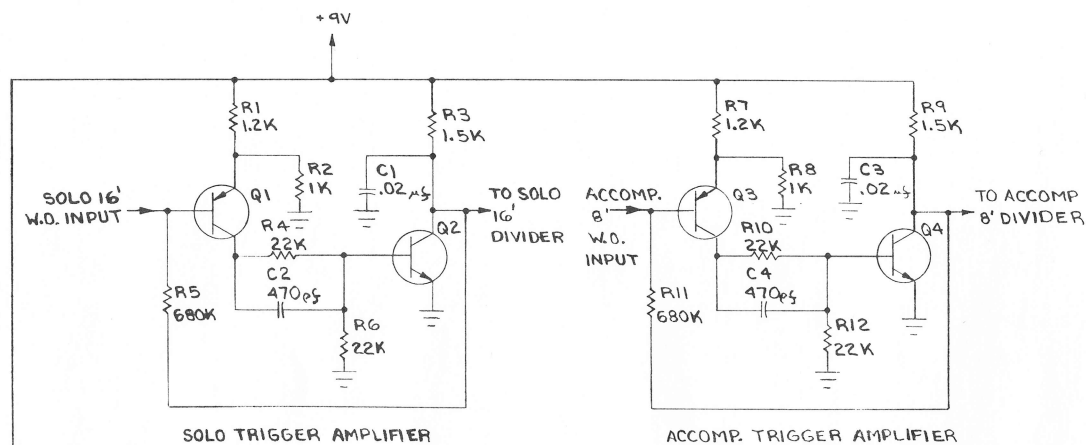 +9V
R1
1.2K
R2
1K
R3
1.5K
C1
.02µf
Q1
SOLO 16'
W.O. INPUT
R4
22K
C2
470pf
R5
680K
R6
22K
Q2
TO SOLO
16'
DIVIDER
SOLO TRIGGER AMPLIFIER
R7
1.2K
R8
1K
R9
1.5K
C3
.02µf
Q3
ACCOMP.
8'
W.O.
INPUT
R10
22K
C4
470pf
R11
680K
R12
22K
Q4
TO ACCOMP
8' DIVIDER
ACCOMP. TRIGGER AMPLIFIER